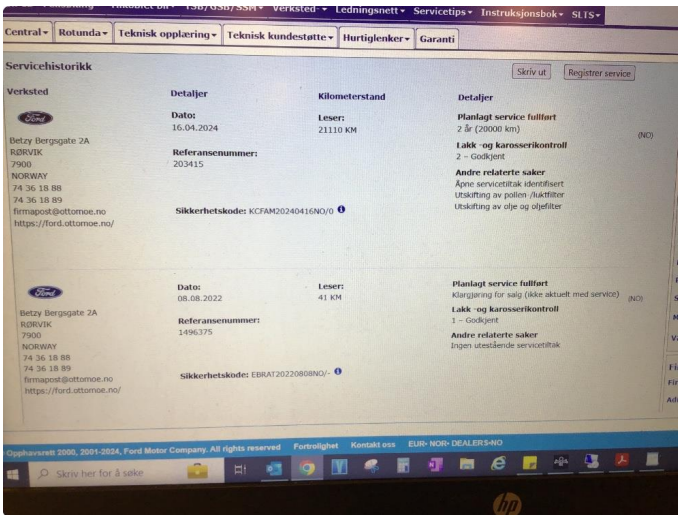 TSB/GSB/SSM Verksted- Ledningsnett Servicetips Instruksjonsbok SLTS
Central Rotunda Teknisk opplæring Teknisk kundestøtte Hurtiglenker Garanti
Servicehistorikk
Skriv ut Registrer service
Verksted Detaljer Kilometerstand Detaljer
Ford
Betzy Bergsgate 2A
RØRVIK
7900
NORWAY
74 36 18 88
74 36 18 89
firmapost@ottomoe.no
https://ford.ottomoe.no/
Dato:
16.04.2024
Referansenummer:
203415
Sikkerhetskode: KCFAM20240416NO/0
Leser:
21110 KM
Planlagt service fullført
2 år (20000 km)
(NO)
Lakk -og karosserikontroll
2 – Godkjent
Andre relaterte saker
Åpne servicetiltak identifisert
Utskifting av pollen-/luktfilter
Utskifting av olje og oljefilter
Ford
Betzy Bergsgate 2A
RØRVIK
7900
NORWAY
74 36 18 88
74 36 18 89
firmapost@ottomoe.no
https://ford.ottomoe.no/
Dato:
08.08.2022
Referansenummer:
1496375
Sikkerhetskode: EBRAT20220808NO/-
Leser:
41 KM
Planlagt service fullført
Klargjøring for salg (ikke aktuelt med service)
(NO)
Lakk -og karosserikontroll
1 – Godkjent
Andre relaterte saker
Ingen utestående servicetiltak
Opphavsrett 2000, 2001-2024, Ford Motor Company. All rights reserved Fortrolighet Kontakt oss EUR- NOR- DEALERS-NO
Skriv her for å søke
hp